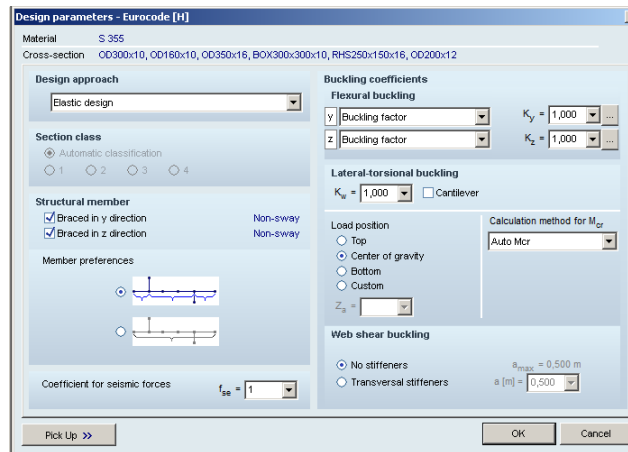 Design parameters - Eurocode [H]
Material S 355
Cross-section OD300x10, OD160x10, OD350x16, BOX300x300x10, RHS250x150x16, OD200x12
Design approach
Elastic design
Section class
Automatic classification
1 2 3 4
Structural member
Braced in y direction Non-sway
Braced in z direction Non-sway
Member preferences
Coefficient for seismic forces fse = 1
Buckling coefficients
Flexural buckling
y Buckling factor Ky = 1,000 ...
z Buckling factor Kz = 1,000 ...
Lateral-torsional buckling
Kw = 1,000 Cantilever
Load position
Top
Center of gravity
Bottom
Custom
Za =
Calculation method for Mcr
Auto Mcr
Web shear buckling
No stiffeners amax = 0,500 m
Transversal stiffeners a [m] = 0,500
Pick Up >>
OK Cancel